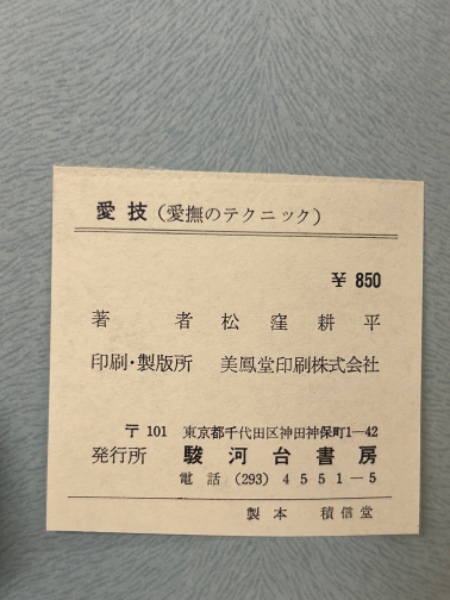 愛技(愛撫のテクニック)
¥ 850
著者 松窪耕平
印刷・製版所 美鳳堂印刷株式会社
〒101 東京都千代田区神田神保町1―42
発行所 駿河台書房
電話 (293) 4551―5
製本 積信堂